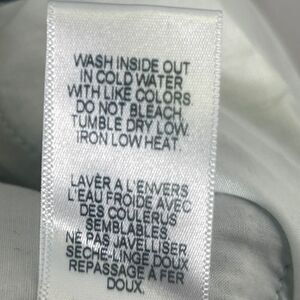 WASH INSIDE OUT
IN COLD WATER
WITH LIKE COLORS.
DO NOT BLEACH.
TUMBLE DRY LOW.
IRON LOW HEAT.
LAVER A L'ENVERS
L'EAU FROIDE AVEC
DES COULERUS
SEMBLABLES.
NE PAS JAVELLISER
SECHE-LINGE DOUX
REPASSAGE A FER
DOUX.